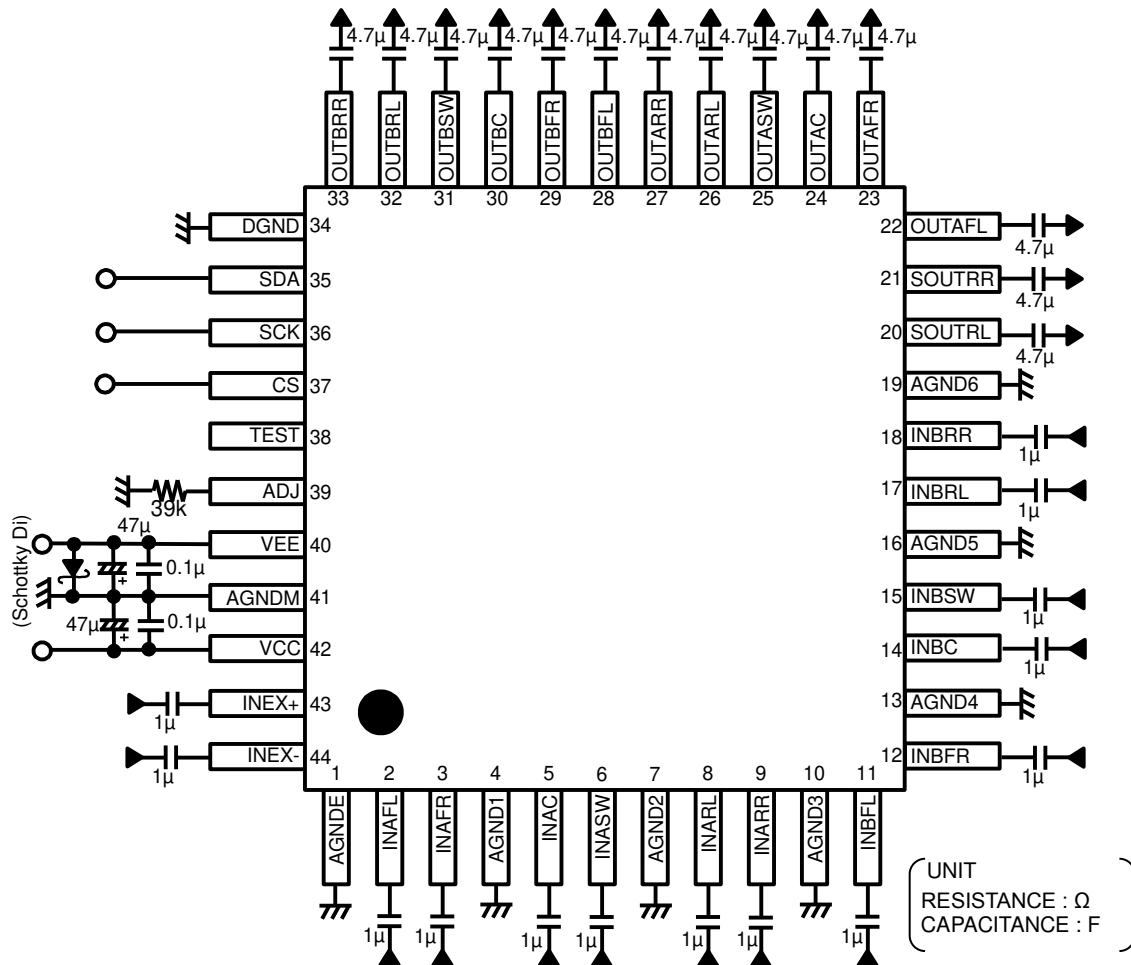 4.7μ 4.7μ 4.7μ 4.7μ 4.7μ 4.7μ 4.7μ 4.7μ 4.7μ 4.7μ 4.7μ
OUTBRR OUTBRL OUTBSW OUTBC OUTBFR OUTBFL OUTARR OUTARL OUTASW OUTAC OUTAFR
33 32 31 30 29 28 27 26 25 24 23
DGND 34
SDA 35
SCK 36
CS 37
TEST 38
ADJ 39
39k
47μ
VEE 40
0.1μ
(Schottky Di)
+
AGNDM 41
47μ
0.1μ
+
VCC 42
INEX+ 43
1μ
INEX- 44
1μ
22 OUTAFL
4.7μ
21 SOUTRR
4.7μ
20 SOUTRL
4.7μ
19 AGND6
18 INBRR
1μ
17 INBRL
1μ
16 AGND5
15 INBSW
1μ
14 INBC
1μ
13 AGND4
12 INBFR
1μ
1 2 3 4 5 6 7 8 9 10 11
AGNDE INAFL INAFR AGND1 INAC INASW AGND2 INARL INARR AGND3 INBFL
1μ 1μ 1μ 1μ 1μ 1μ 1μ
UNIT
RESISTANCE : Ω
CAPACITANCE : F